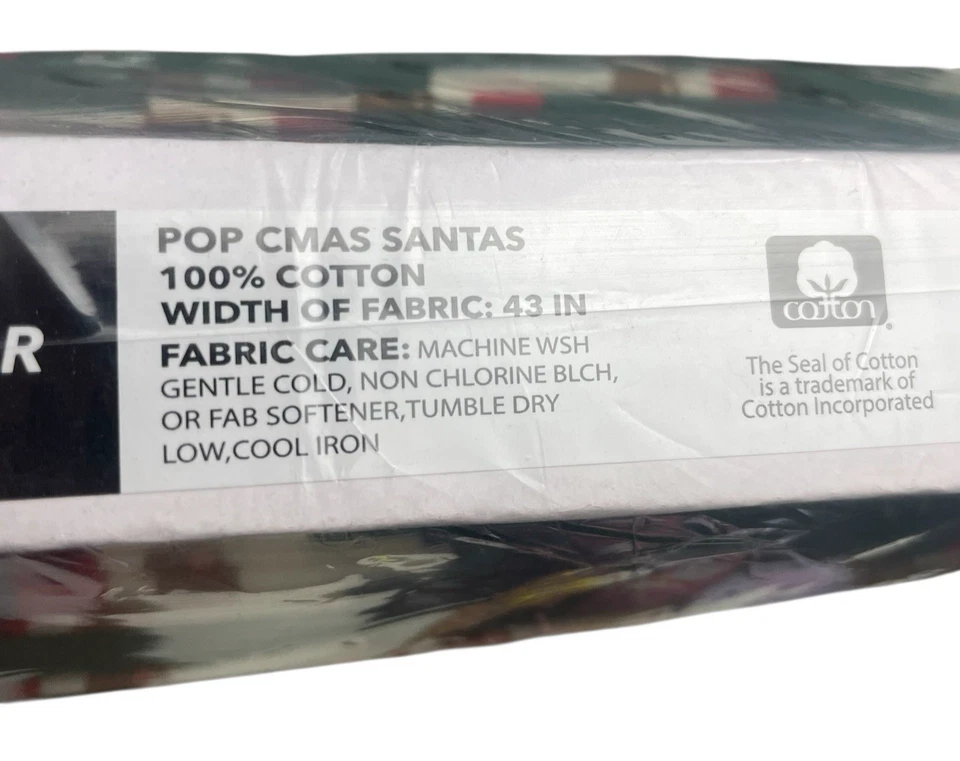 R
POP CMAS SANTAS
100% COTTON
WIDTH OF FABRIC: 43 IN
FABRIC CARE: MACHINE WSH
GENTLE COLD, NON CHLORINE BLCH,
OR FAB SOFTENER,TUMBLE DRY
LOW,COOL IRON
cotton
The Seal of Cotton
is a trademark of
Cotton Incorporated